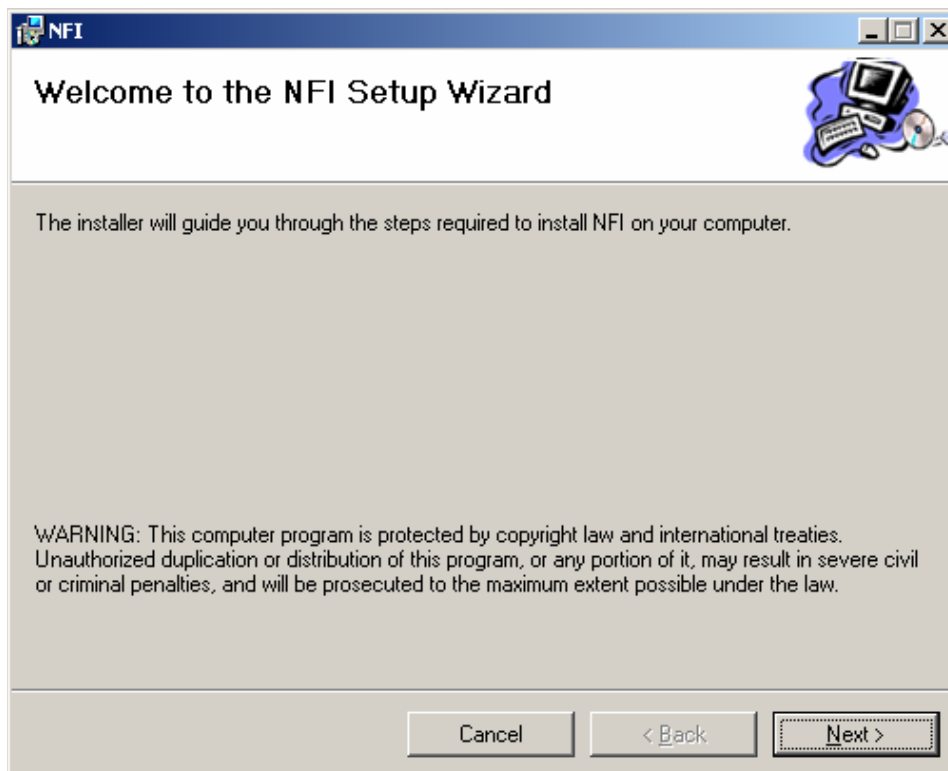 NFI
Welcome to the NFI Setup Wizard
The installer will guide you through the steps required to install NFI on your computer.
WARNING: This computer program is protected by copyright law and international treaties.
Unauthorized duplication or distribution of this program, or any portion of it, may result in severe civil
or criminal penalties, and will be prosecuted to the maximum extent possible under the law.
Cancel
< Back
Next >